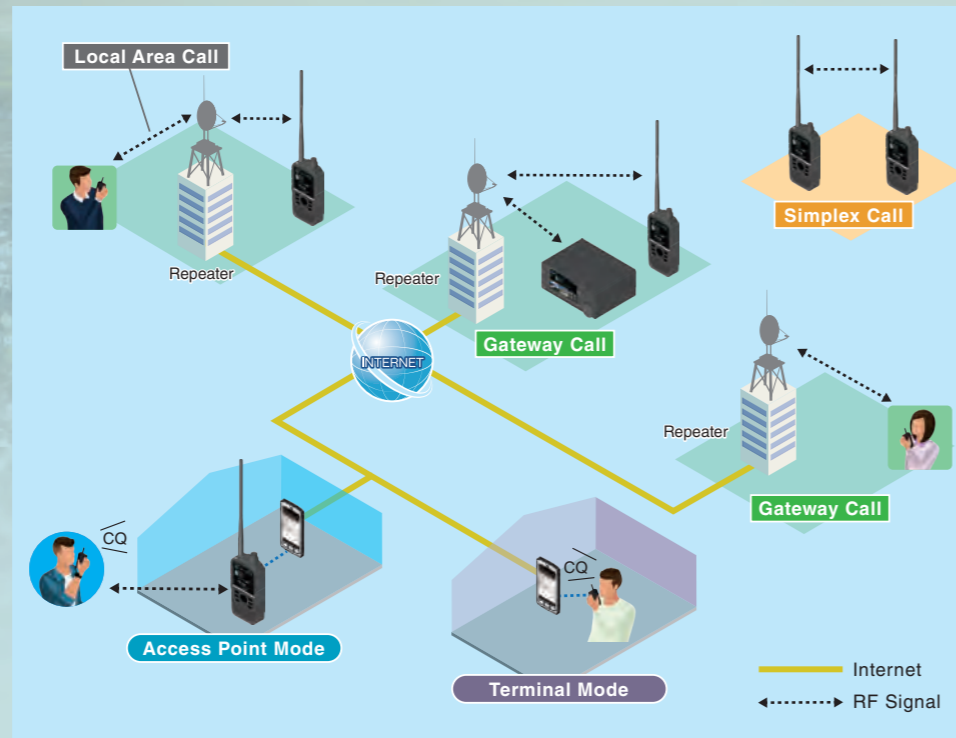 Local Area Call
Repeater
Repeater
Gateway Call
Simplex Call
INTERNET
Repeater
Gateway Call
CQ
Access Point Mode
CQ
Terminal Mode
Internet
RF Signal